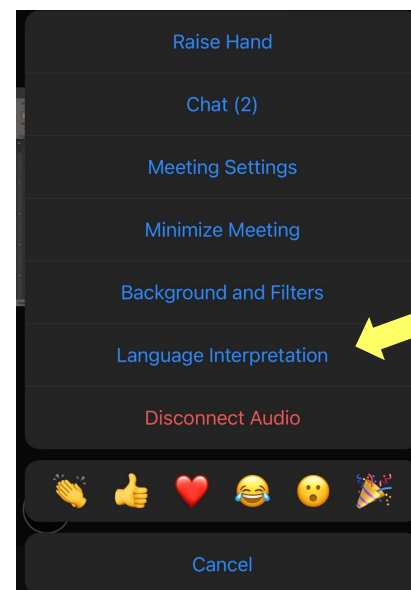 Raise Hand
Chat (2)
Meeting Settings
Minimize Meeting
Background and Filters
Language Interpretation
Disconnect Audio
Cancel